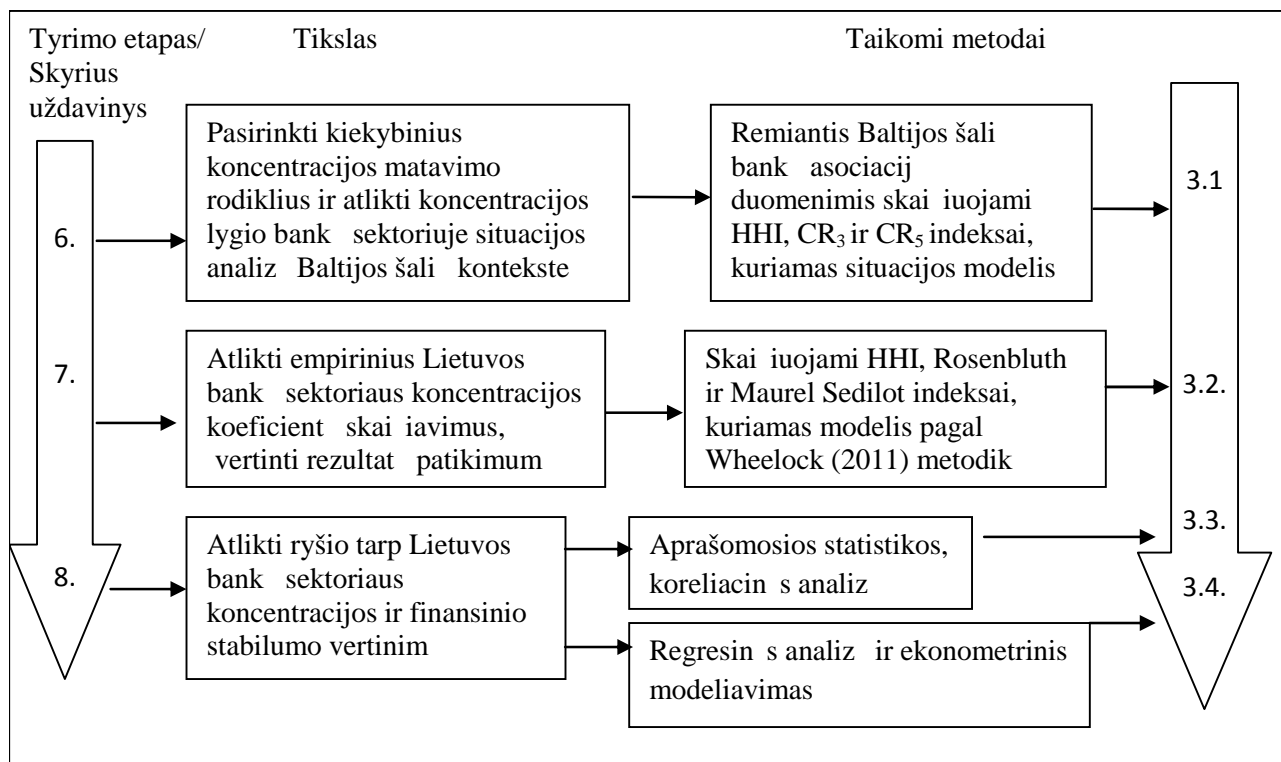 Tyrimo etapas/ Tikslas Taikomi metodai
Skyrius
uždavinys
6.
Pasirinkti kiekybinius
koncentracijos matavimo
rodiklius ir atlikti koncentracijos
lygio bank sektoriuje situacijos
analiz Baltijos šali kontekste
Remiantis Baltijos šali
bank asociacij
duomenimis skai iuojami
HHI, CR₃ ir CR₅ indeksai,
kuriamas situacijos modelis
3.1
7.
Atlikti empirinius Lietuvos
bank sektoriaus koncentracijos
koeficient skai iavimus,
vertinti rezultat patikimum
Skai iuojami HHI, Rosenbluth
ir Maurel Sedilot indeksai,
kuriamas modelis pagal
Wheelock (2011) metodik
3.2.
8.
Atlikti ryšio tarp Lietuvos
bank sektoriaus
koncentracijos ir finansinio
stabilumo vertinim
Aprašomosios statistikos,
koreliacin s analiz
3.3.
Regresin s analiz ir ekonometrinis
modeliavimas
3.4.